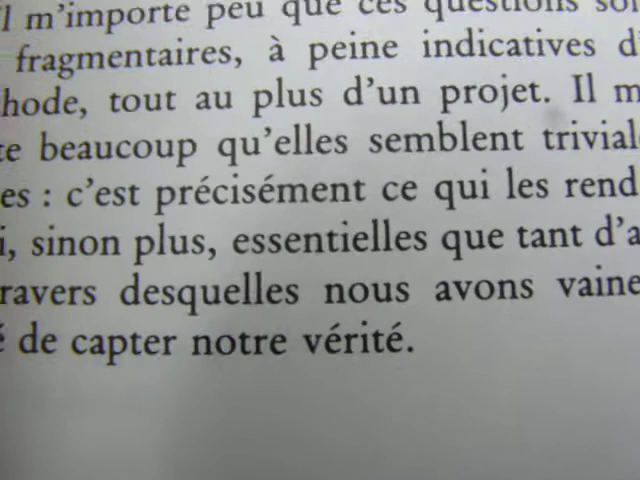 Il m'importe peu que ces questions
fragmentaires, à peine indicatives d'
hode, tout au plus d'un projet. Il m
te beaucoup qu'elles semblent trivial
es : c'est précisément ce qui les rend
i, sinon plus, essentielles que tant d'a
ravers desquelles nous avons vaine
é de capter notre vérité.